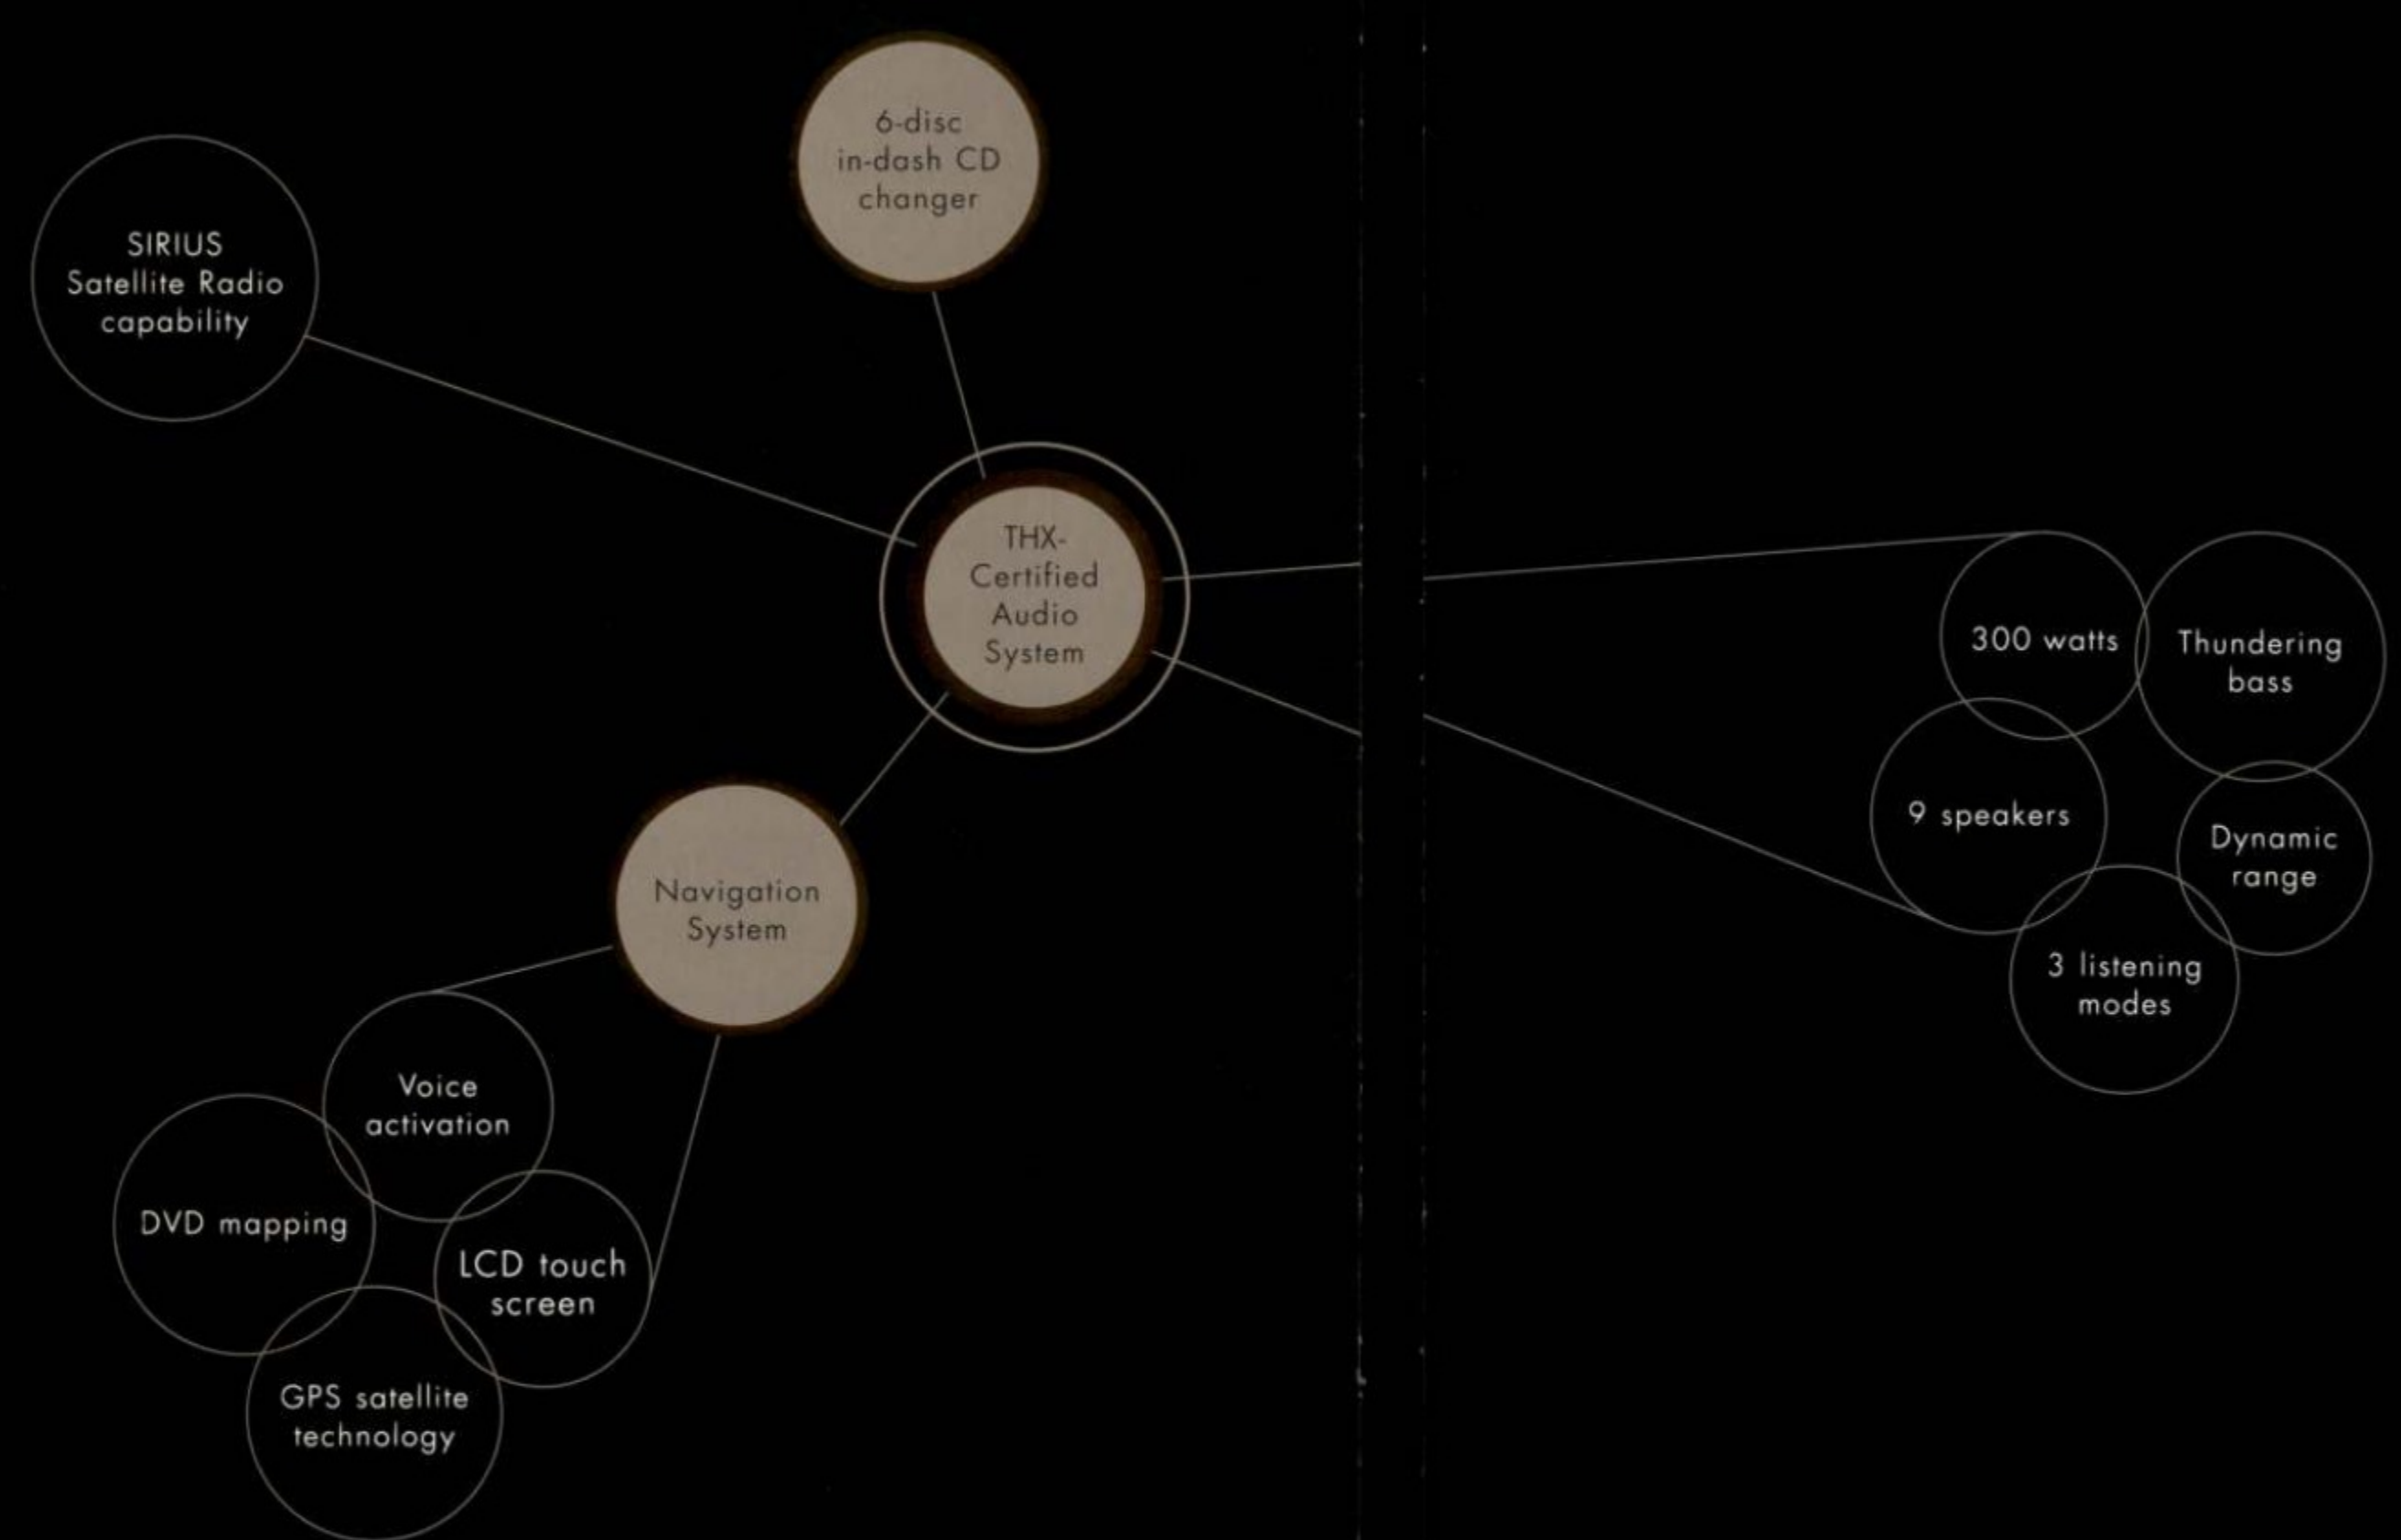 6-disc
in-dash CD
changer
SIRIUS
Satellite Radio
capability
THX-
Certified
Audio
System
300 watts
Thundering
bass
9 speakers
Dynamic
range
3 listening
modes
Navigation
System
Voice
activation
DVD mapping
LCD touch
screen
GPS satellite
technology